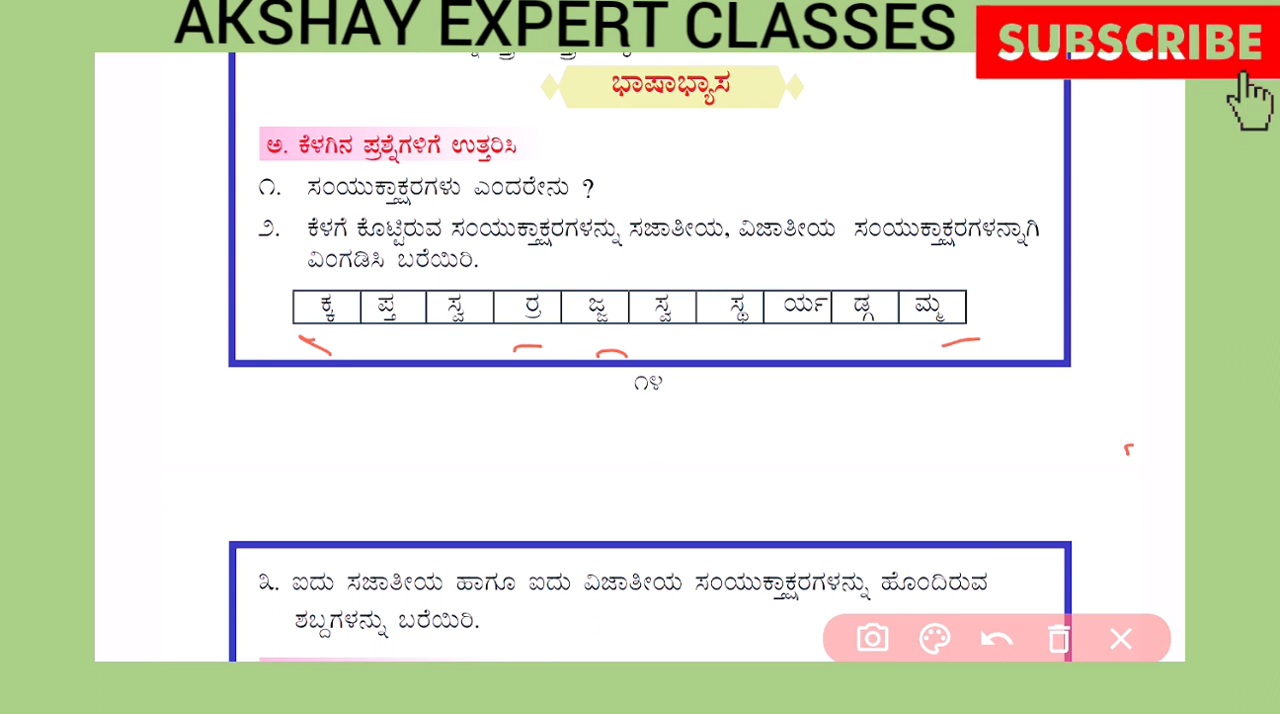 AKSHAY EXPERT CLASSES
SUBSCRIBE
ಭಾಷಾಭ್ಯಾಸ
ಅ. ಕೆಳಗಿನ ಪ್ರಶ್ನೆಗಳಿಗೆ ಉತ್ತರಿಸಿ
೧. ಸಂಯುಕ್ತಾಕ್ಷರಗಳು ಎಂದರೇನು ?
೨. ಕೆಳಗೆ ಕೊಟ್ಟಿರುವ ಸಂಯುಕ್ತಾಕ್ಷರಗಳನ್ನು ಸಜಾತೀಯ, ವಿಜಾತೀಯ ಸಂಯುಕ್ತಾಕ್ಷರಗಳನ್ನಾಗಿ
ವಿಂಗಡಿಸಿ ಬರೆಯಿರಿ.
ಕ್ಕ ಪ್ತ ಸ್ವ ರ‍್ರ ಜ್ಜ ಸ್ವ ಸ್ಥ ರ್ಯ ಡ್ಗ ಮ್ಮ
೧೪
೩. ಐದು ಸಜಾತೀಯ ಹಾಗೂ ಐದು ವಿಜಾತೀಯ ಸಂಯುಕ್ತಾಕ್ಷರಗಳನ್ನು ಹೊಂದಿರುವ
ಶಬ್ದಗಳನ್ನು ಬರೆಯಿರಿ.